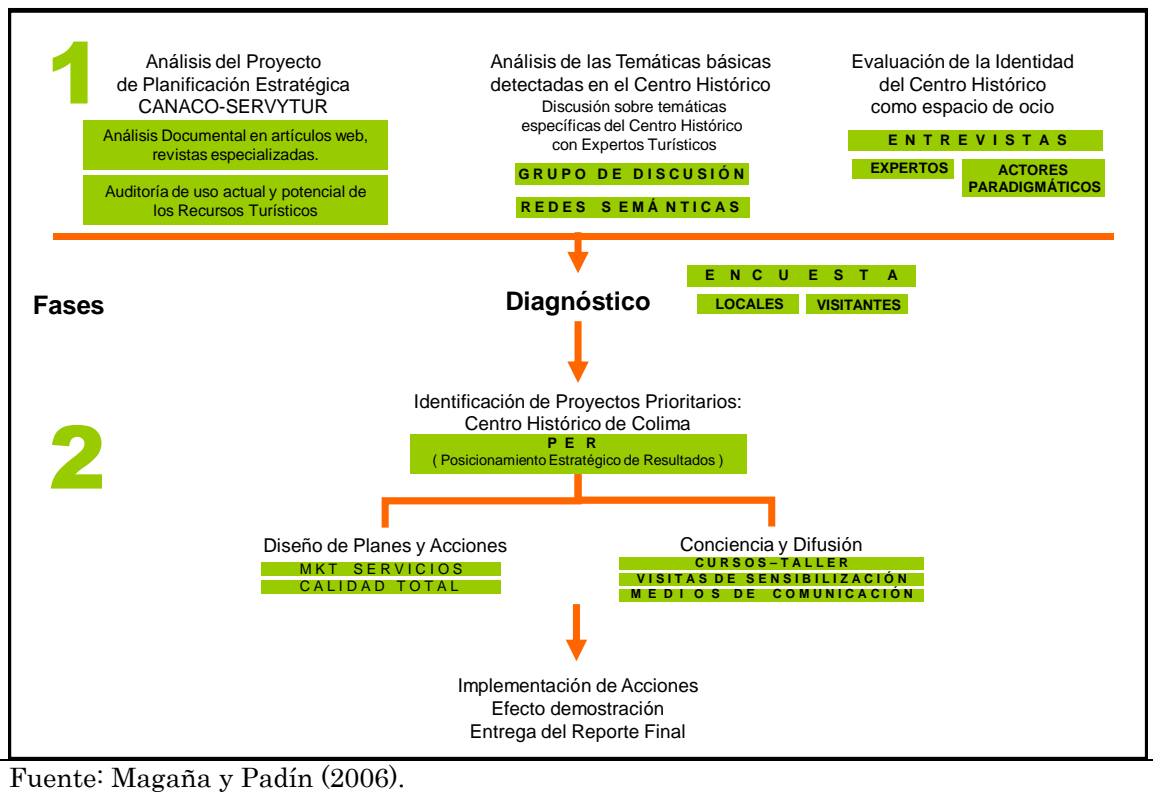 1
Análisis del Proyecto
de Planificación Estratégica
CANACO-SERVYTUR
Análisis Documental en artículos web,
revistas especializadas.
Auditoría de uso actual y potencial de
los Recursos Turísticos
Análisis de las Temáticas básicas
detectadas en el Centro Histórico
Discusión sobre temáticas
específicas del Centro Histórico
con Expertos Turísticos
GRUPO DE DISCUSIÓN
REDES SEMÁNTICAS
Evaluación de la Identidad
del Centro Histórico
como espacio de ocio
ENTREVISTAS
EXPERTOS
ACTORES
PARADIGMÁTICOS
Fases
Diagnóstico
ENCUESTA
LOCALES
VISITANTES
2
Identificación de Proyectos Prioritarios:
Centro Histórico de Colima
PER
( Posicionamiento Estratégico de Resultados )
Diseño de Planes y Acciones
MKT SERVICIOS
CALIDAD TOTAL
Conciencia y Difusión
CURSOS–TALLER
VISITAS DE SENSIBILIZACIÓN
MEDIOS DE COMUNICACIÓN
Implementación de Acciones
Efecto demostración
Entrega del Reporte Final
Fuente: Magaña y Padín (2006).